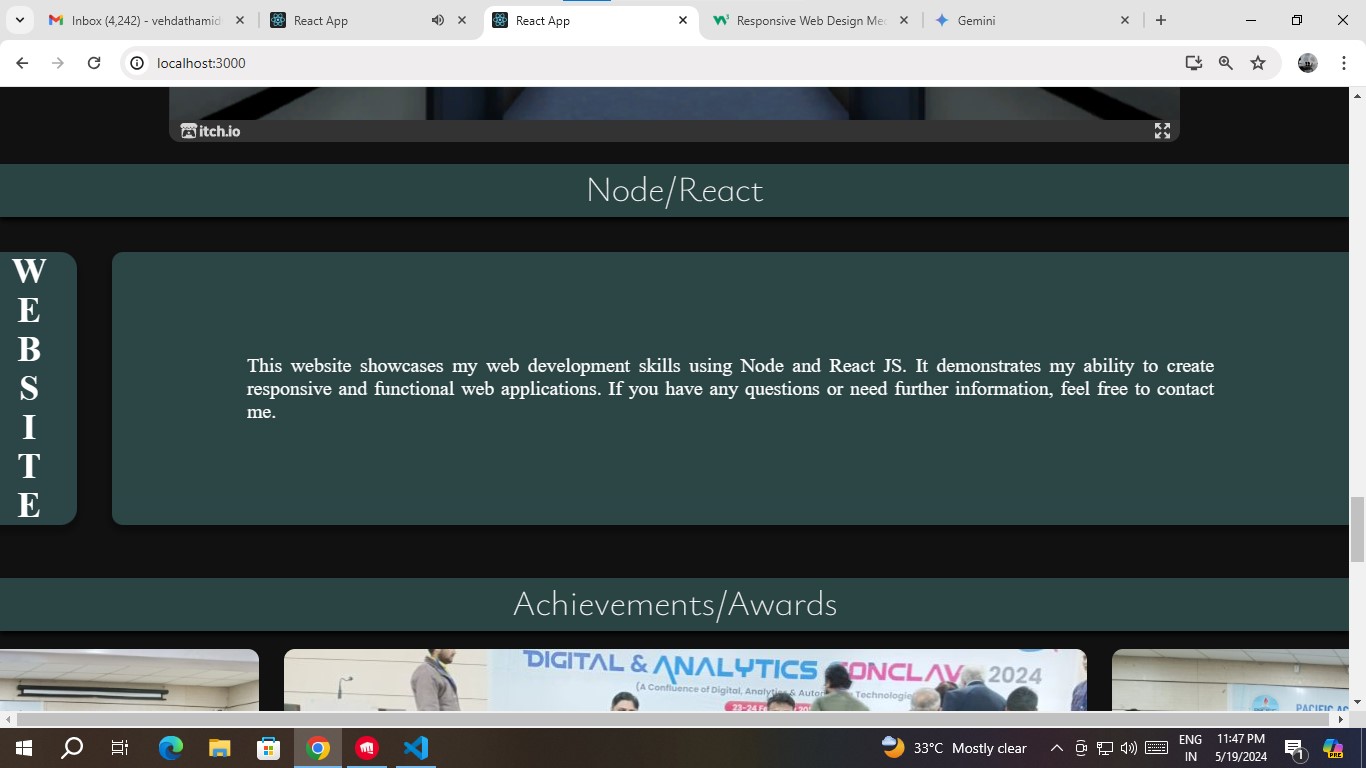 Inbox (4,242) - vehdathamid
React App
React App
Responsive Web Design Me
Gemini
localhost:3000
itch.io
Node/React
WEBSITE
This website showcases my web development skills using Node and React JS. It demonstrates my ability to create
responsive and functional web applications. If you have any questions or need further information, feel free to contact
me.
Achievements/Awards
DIGITAL & ANALYTICS CONCLAV 2024
(A Confluence of Digital, Analytics & Auto Technologie
23-24 Fe
PACIFIC AC
33°C Mostly clear
ENG
IN
11:47 PM
5/19/2024
1
PRE